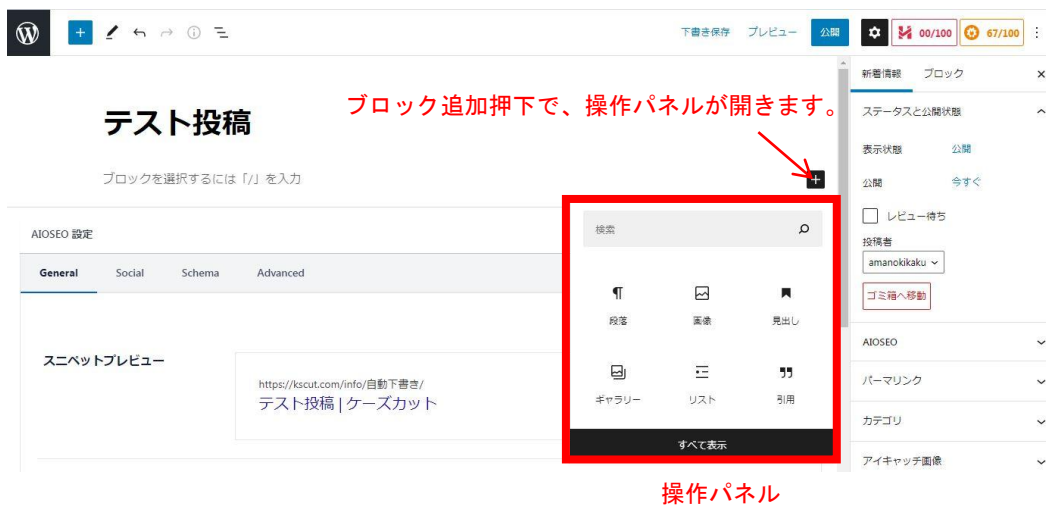 下書き保存 プレビュー 公開 00/100 67/100
新着情報 ブロック
テスト投稿
ブロック追加押下で、操作パネルが開きます。
ステータスと公開状態
表示状態 公開
ブロックを選択するには「/」を入力
公開 今すぐ
レビュー待ち
検索
AIOSEO 設定
投稿者
amanokikaku
General Social Schema Advanced
ゴミ箱へ移動
段落 画像 見出し
AIOSEO
スニペットプレビュー
パーマリンク
https://kscut.com/info/自動下書き/
テスト投稿 | ケーズカット
ギャラリー リスト 引用
カテゴリ
すべて表示
アイキャッチ画像
操作パネル